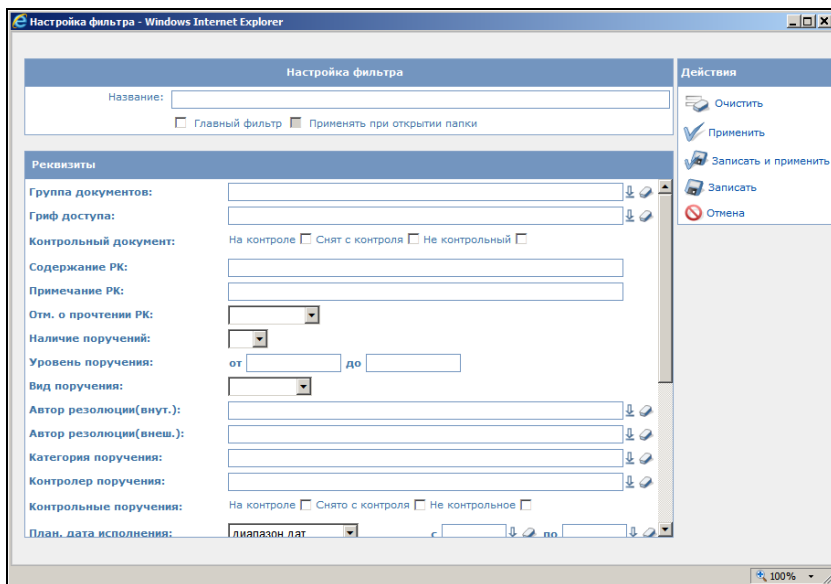 Настройка фильтра - Windows Internet Explorer
Настройка фильтра
Название:
Главный фильтр Применять при открытии папки
Действия
Очистить
Применить
Записать и применить
Записать
Отмена
Реквизиты
Группа документов:
Гриф доступа:
Контрольный документ: На контроле Снят с контроля Не контрольный
Содержание РК:
Примечание РК:
Отм. о прочтении РК:
Наличие поручений:
Уровень поручения: от до
Вид поручения:
Автор резолюции(внут.):
Автор резолюции(внеш.):
Категория поручения:
Контролер поручения:
Контрольные поручения: На контроле Снято с контроля Не контрольное
План. дата исполнения: диапазон дат с по
100%